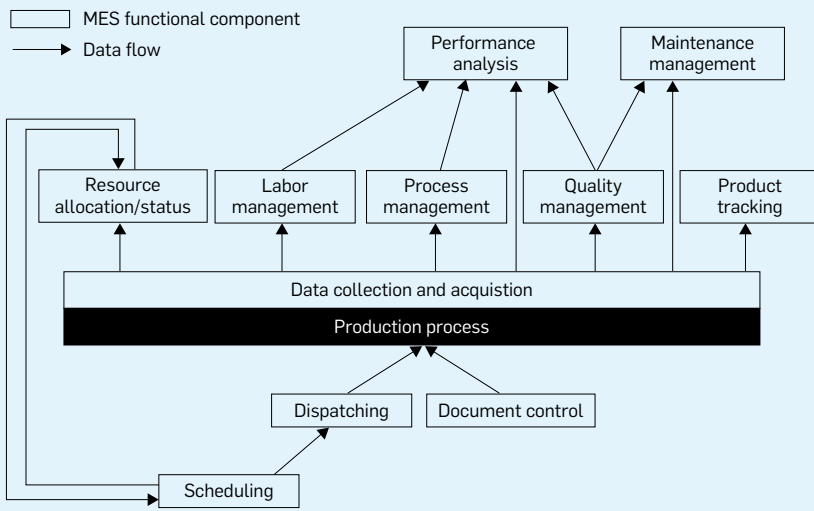 MES functional component
Data flow
Performance
analysis
Maintenance
management
Resource
allocation/status
Labor
management
Process
management
Quality
management
Product
tracking
Data collection and acquistion
Production process
Dispatching
Document control
Scheduling